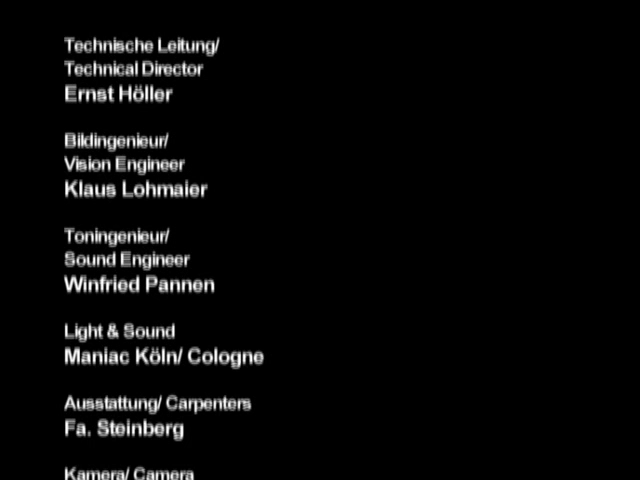 Technische Leitung/
Technical Director
Ernst Höller
Bildingenieur/
Vision Engineer
Klaus Lohmaier
Toningenieur/
Sound Engineer
Winfried Pannen
Light & Sound
Maniac Köln/ Cologne
Ausstattung/ Carpenters
Fa. Steinberg
Kamera/ Camera